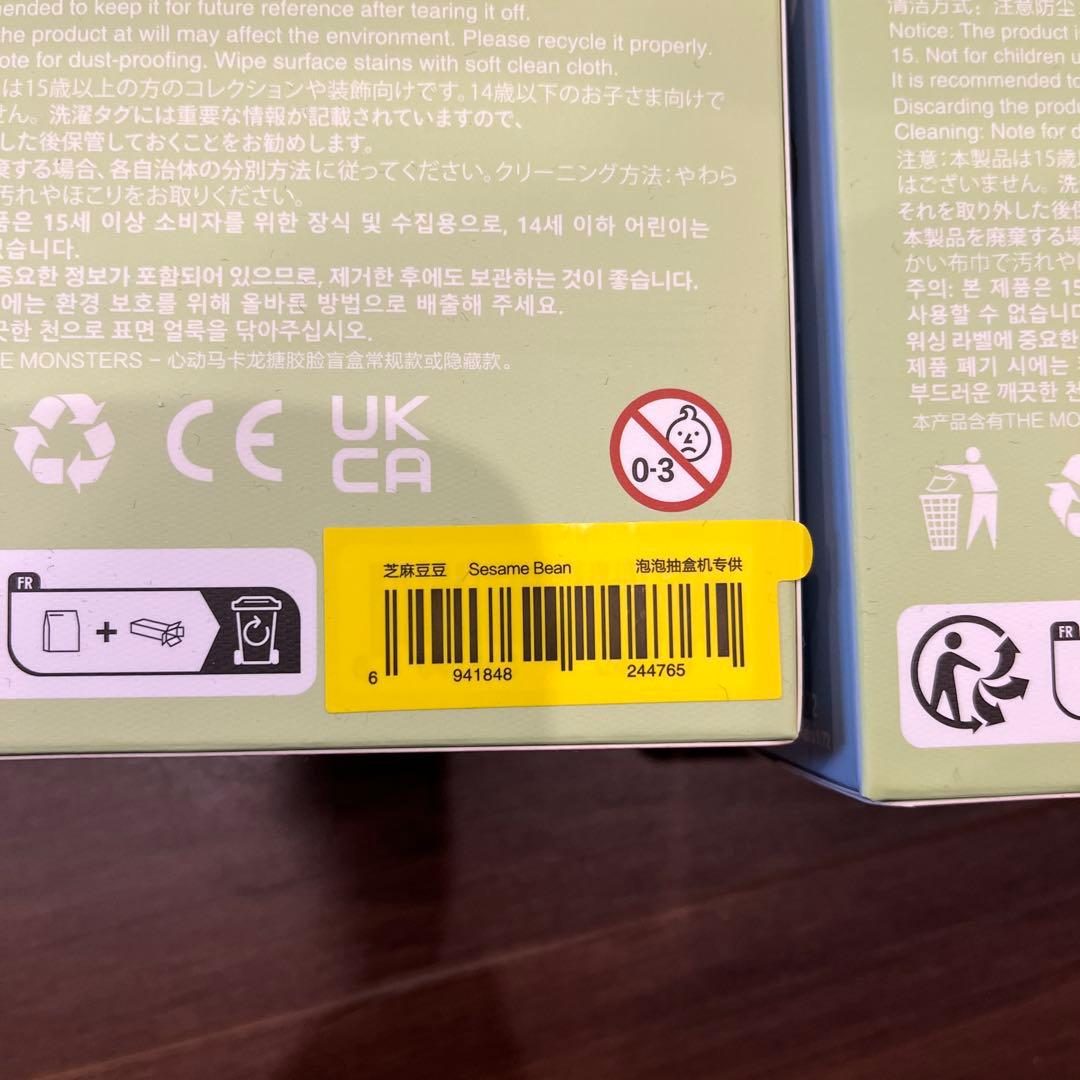 ended to keep it for future reference after tearing it off.
the product at will may affect the environment. Please recycle it properly.
ote for dust-proofing. Wipe surface stains with soft clean cloth.
は15歳以上の方のコレクションや装飾向けです。14歳以下のお子さま向けで
せん。洗濯タグには重要な情報が記載されていますので、
した後保管しておくことをお勧めします。
棄する場合、各自治体の分別方法に従ってください。クリーニング方法：やわら
汚れやほこりをお取りください。
품은 15세 이상 소비자를 위한 장식 및 수집용으로, 14세 이하 어린이는
없습니다.
중요한 정보가 포함되어 있으므로, 제거한 후에도 보관하는 것이 좋습니다.
에는 환경 보호를 위해 올바른 방법으로 배출해 주세요.
끗한 천으로 표면 얼룩을 닦아주십시오.
HE MONSTERS – 心动马卡龙搪胶脸盲盒常规款或隐藏款。
CE
UK
CA
0-3
FR
芝麻豆豆 Sesame Bean 泡泡抽盒机专供
6 941848 244765
清洁方式：注意防尘
Notice: The product i
15. Not for children u
It is recommended to
Discarding the produ
Cleaning: Note for d
注意：本製品は15歳
はございません。洗
それを取り外した後保
本製品を廃棄する場
かい布巾で汚れや
주의: 본 제품은 15
사용할 수 없습니다
워싱 라벨에 중요한
제품 폐기 시에는
부드러운 깨끗한 천
本产品含有THE MO
FR